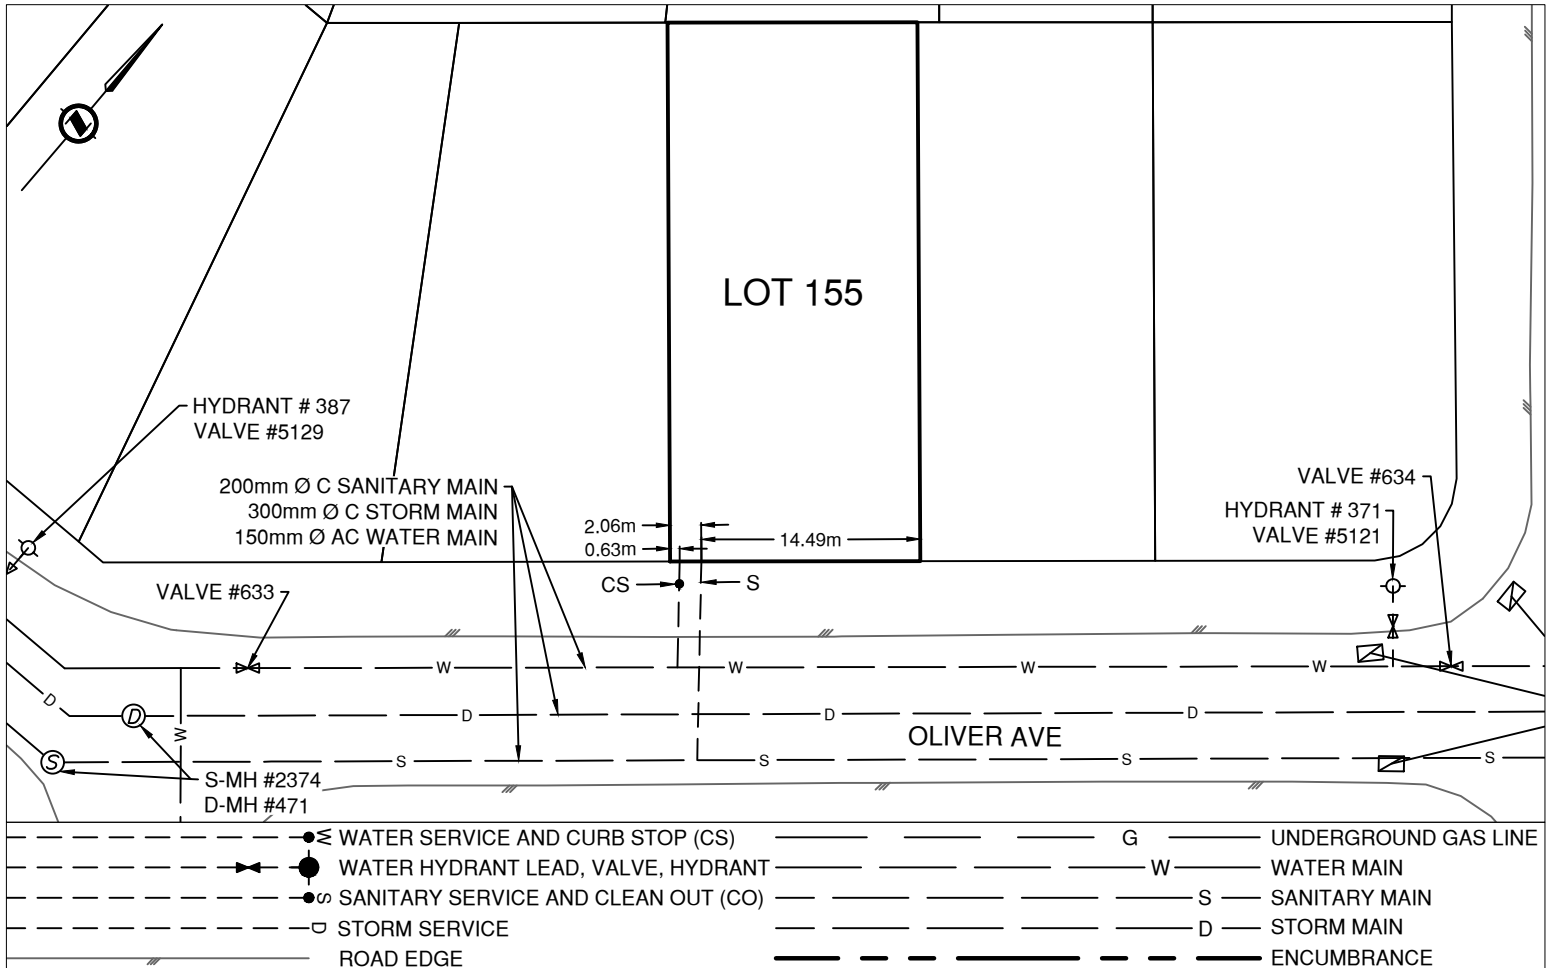 LOT 155
HYDRANT # 387
VALVE #5129
200mm Ø C SANITARY MAIN
300mm Ø C STORM MAIN
150mm Ø AC WATER MAIN
2.06m
0.63m
14.49m
VALVE #634
HYDRANT # 371
VALVE #5121
CS
S
VALVE #633
W
W
W
W
D
D
D
D
D
W
OLIVER AVE
S
S
S
S
S
S-MH #2374
D-MH #471
W WATER SERVICE AND CURB STOP (CS)
G UNDERGROUND GAS LINE
WATER HYDRANT LEAD, VALVE, HYDRANT
W WATER MAIN
S SANITARY SERVICE AND CLEAN OUT (CO)
S SANITARY MAIN
D STORM SERVICE
D STORM MAIN
ROAD EDGE
ENCUMBRANCE